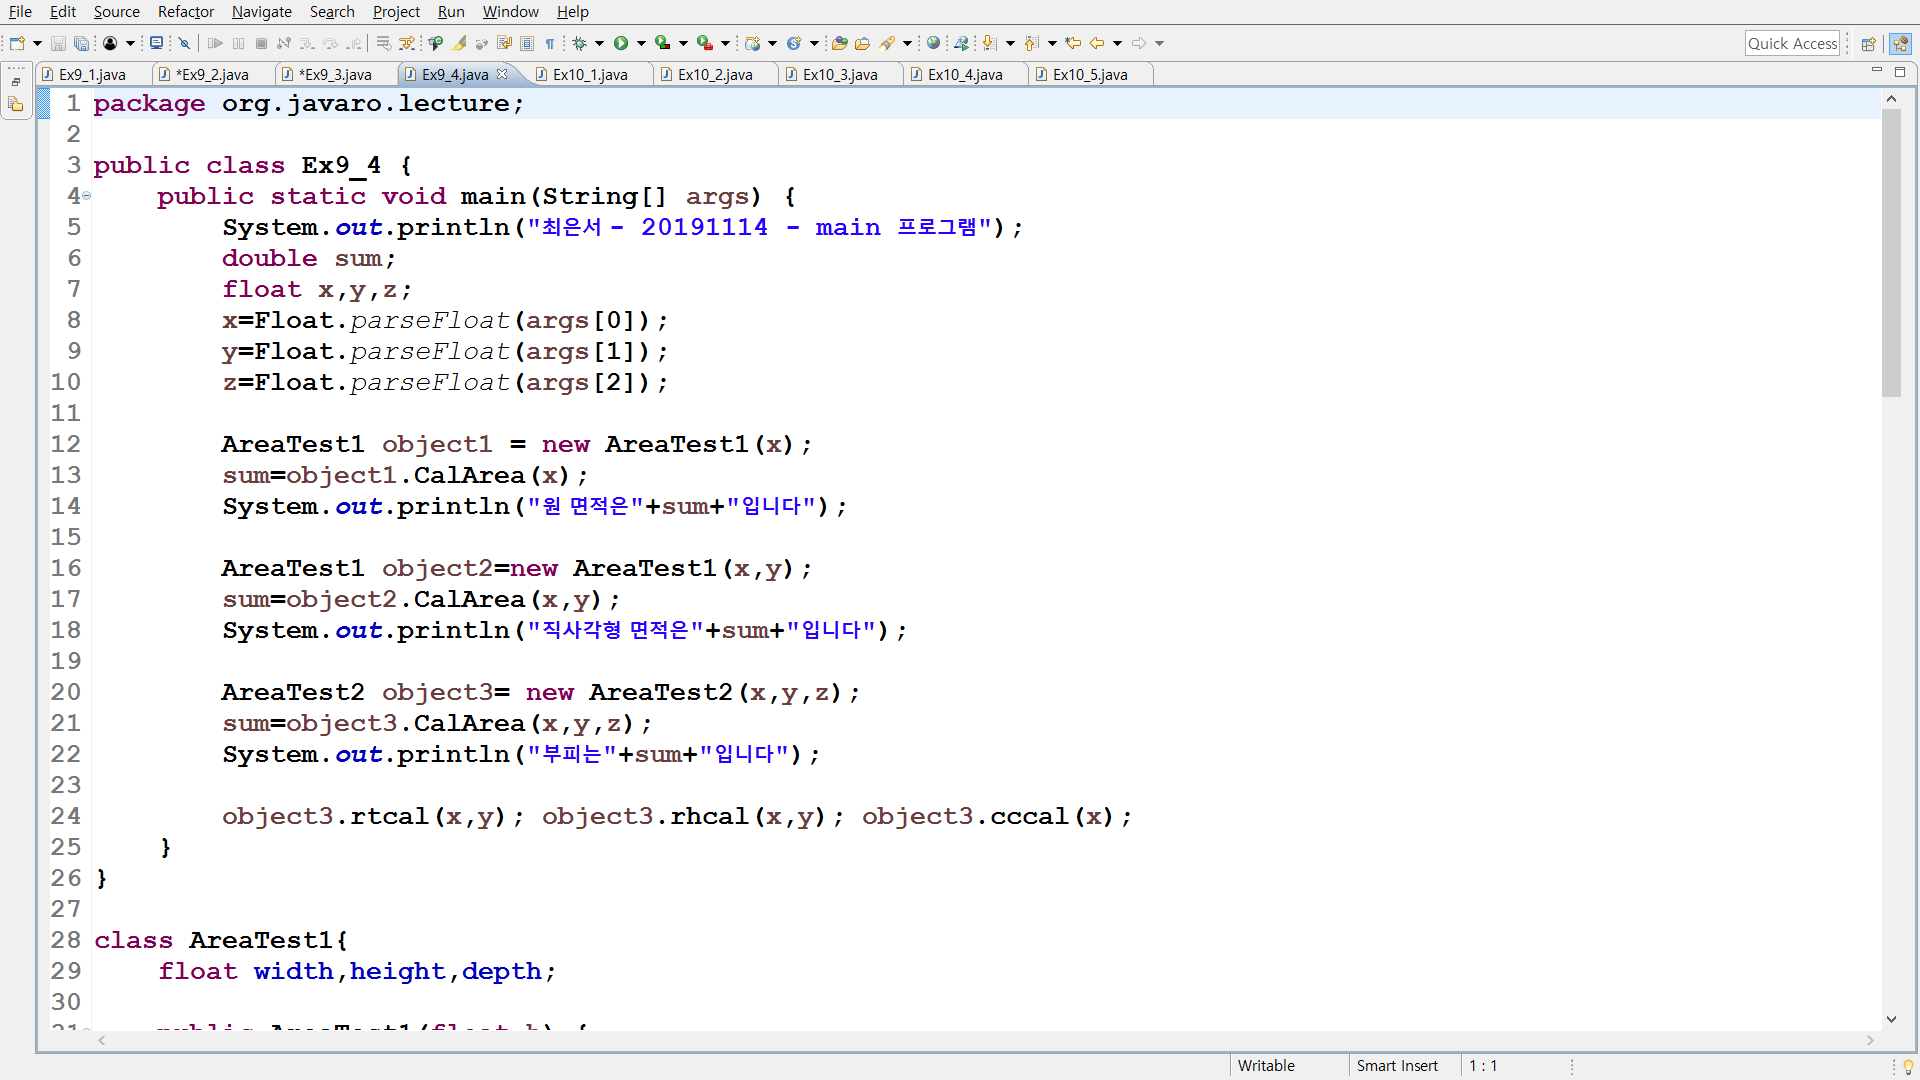 File Edit Source Refactor Navigate Search Project Run Window Help
Quick Access
Ex9_1.java *Ex9_2.java *Ex9_3.java Ex9_4.java Ex10_1.java Ex10_2.java Ex10_3.java Ex10_4.java Ex10_5.java
1 package org.javaro.lecture;
2
3 public class Ex9_4 {
4 public static void main(String[] args) {
5 System.out.println("최은서 - 20191114 - main 프로그램");
6 double sum;
7 float x,y,z;
8 x=Float.parseFloat(args[0]);
9 y=Float.parseFloat(args[1]);
10 z=Float.parseFloat(args[2]);
11
12 AreaTest1 object1 = new AreaTest1(x);
13 sum=object1.CalArea(x);
14 System.out.println("원 면적은"+sum+"입니다");
15
16 AreaTest1 object2=new AreaTest1(x,y);
17 sum=object2.CalArea(x,y);
18 System.out.println("직사각형 면적은"+sum+"입니다");
19
20 AreaTest2 object3= new AreaTest2(x,y,z);
21 sum=object3.CalArea(x,y,z);
22 System.out.println("부피는"+sum+"입니다");
23
24 object3.rtcal(x,y); object3.rhcal(x,y); object3.cccal(x);
25 }
26 }
27
28 class AreaTest1{
29 float width,height,depth;
30
31 public AreaTest1(float b) {
Writable Smart Insert 1 : 1